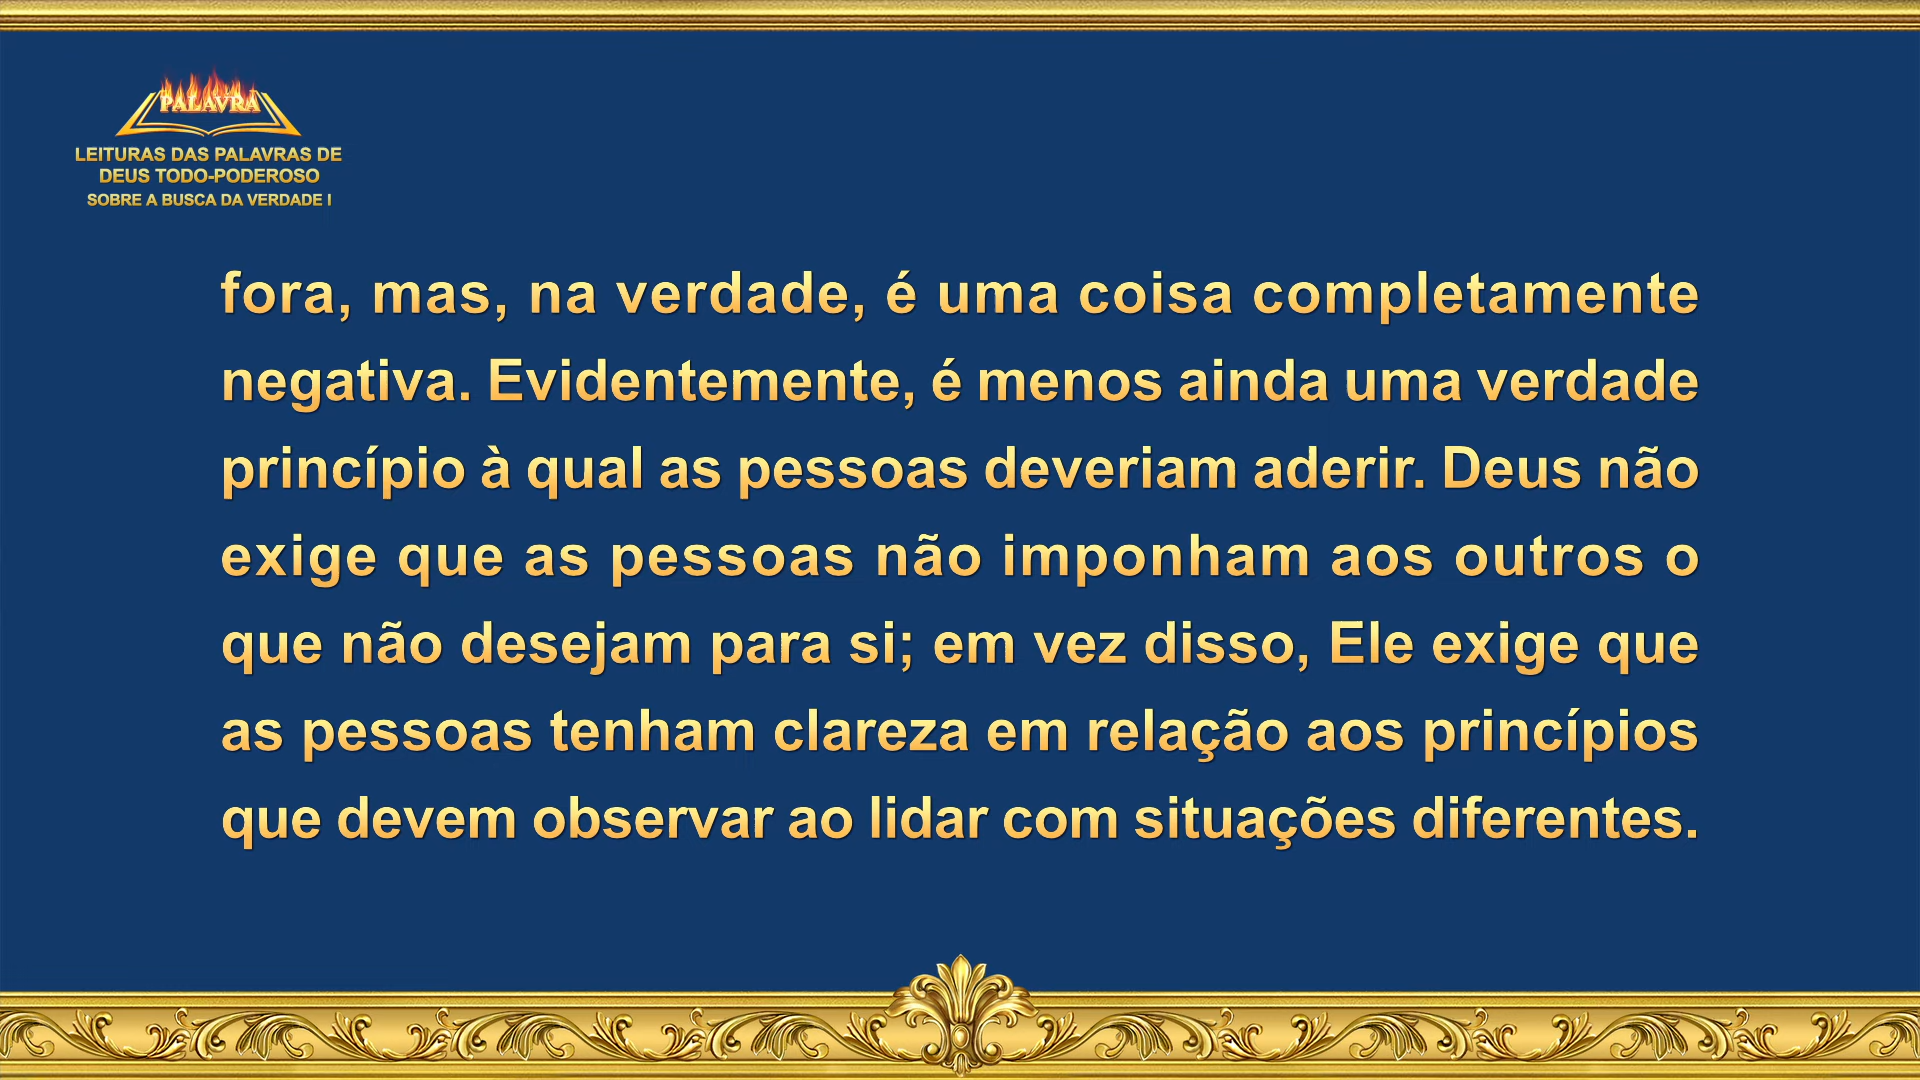 PALAVRA
LEITURAS DAS PALAVRAS DE
DEUS TODO-PODEROSO
SOBRE A BUSCA DA VERDADE I
fora, mas, na verdade, é uma coisa completamente
negativa. Evidentemente, é menos ainda uma verdade
princípio à qual as pessoas deveriam aderir. Deus não
exige que as pessoas não imponham aos outros o
que não desejam para si; em vez disso, Ele exige que
as pessoas tenham clareza em relação aos princípios
que devem observar ao lidar com situações diferentes.